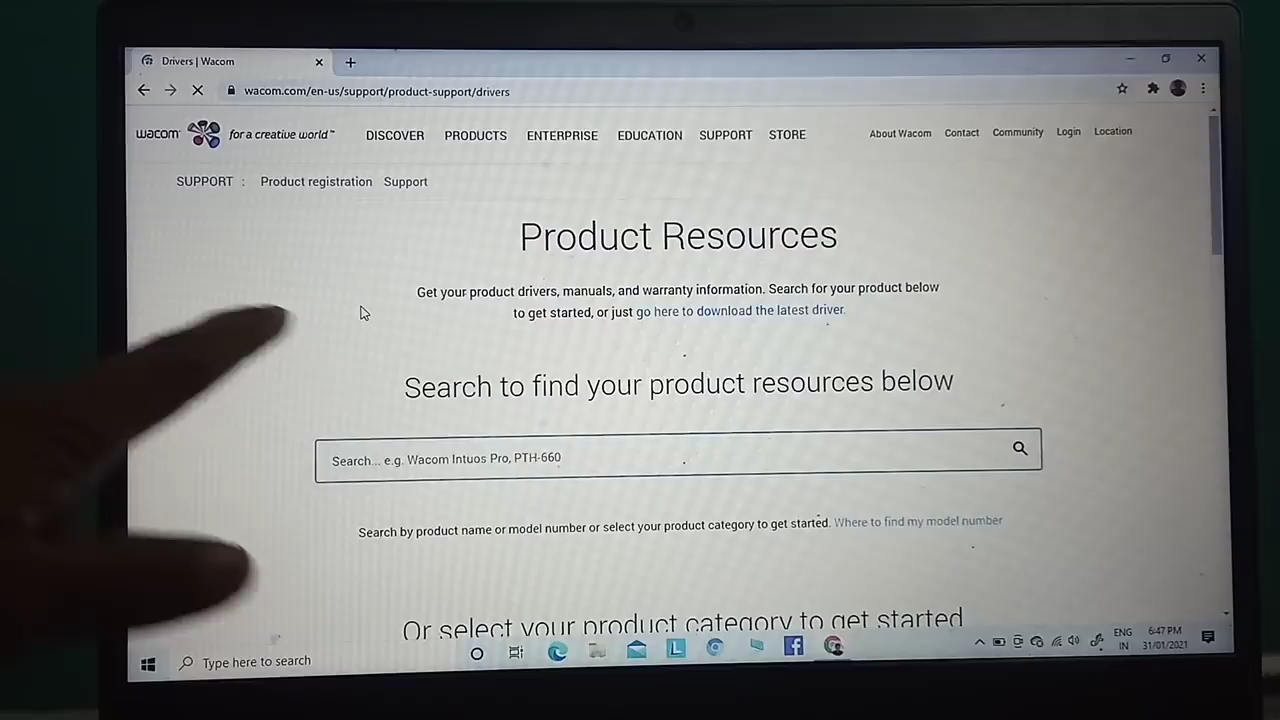 Drivers | Wacom
wacom.com/en-us/support/product-support/drivers
wacom for a creative world™ DISCOVER PRODUCTS ENTERPRISE EDUCATION SUPPORT STORE About Wacom Contact Community Login Location
SUPPORT : Product registration Support
Product Resources
Get your product drivers, manuals, and warranty information. Search for your product below
to get started, or just go here to download the latest driver.
Search to find your product resources below
Search... e.g. Wacom Intuos Pro, PTH-660
Search by product name or model number or select your product category to get started. Where to find my model number
Or select your product category to get started
Type here to search
L
f
ENG
IN
6:47 PM
31/01/2021